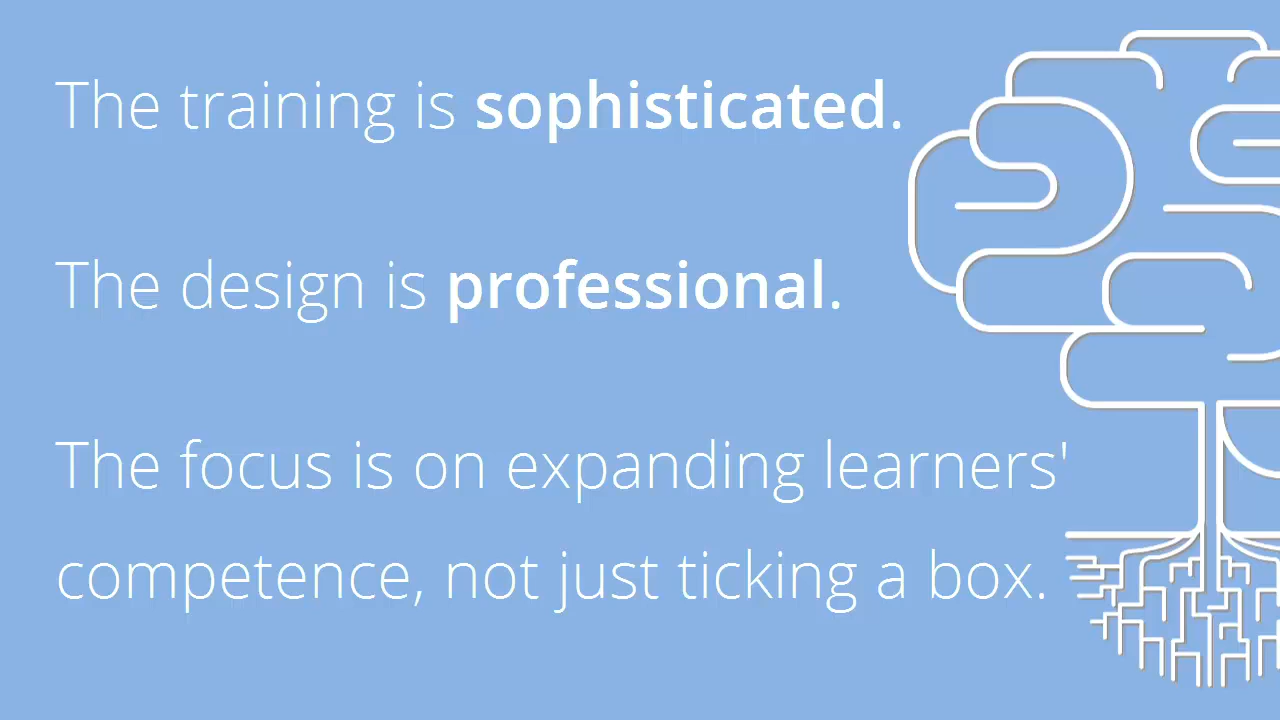 The training is sophisticated.
The design is professional.
The focus is on expanding learners'
competence, not just ticking a box.